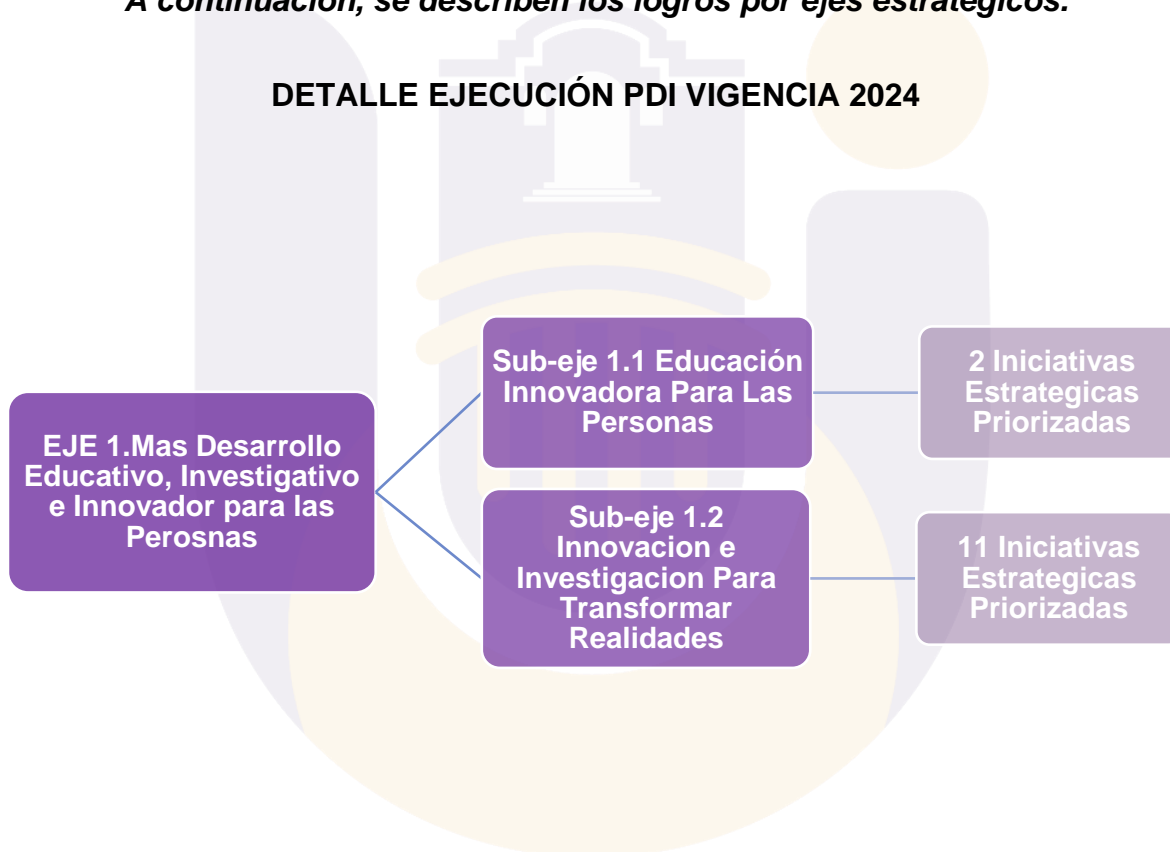 A continuación, se describen los logros por ejes estratégicos.
DETALLE EJECUCIÓN PDI VIGENCIA 2024
EJE 1.Mas Desarrollo
Educativo, Investigativo
e Innovador para las
Perosnas
Sub-eje 1.1 Educación
Innovadora Para Las
Personas
2 Iniciativas
Estrategicas
Priorizadas
Sub-eje 1.2
Innovacion e
Investigacion Para
Transformar
Realidades
11 Iniciativas
Estrategicas
Priorizadas